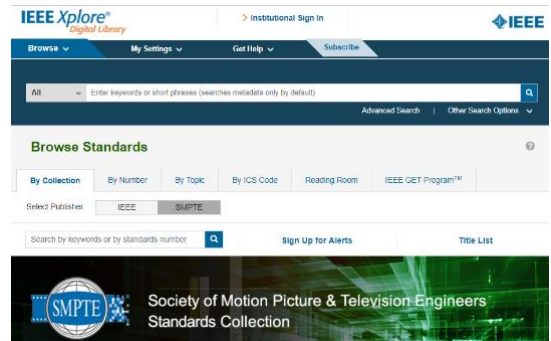 IEEE Xplore®
Digital Library
> Institutional Sign In
IEEE
Browse
My Settings
Get Help
Subscribe
All
Enter keywords or short phrases (searches metadata only by default)
Advanced Search | Other Search Options
Browse Standards
?
By Collection
By Number
By Topic
By ICS Code
Reading Room
IEEE GET Program™
Select Publisher
IEEE
SMPTE
Search by keywords or by standards number
Sign Up for Alerts
Title List
SMPTE
Society of Motion Picture & Television Engineers
Standards Collection